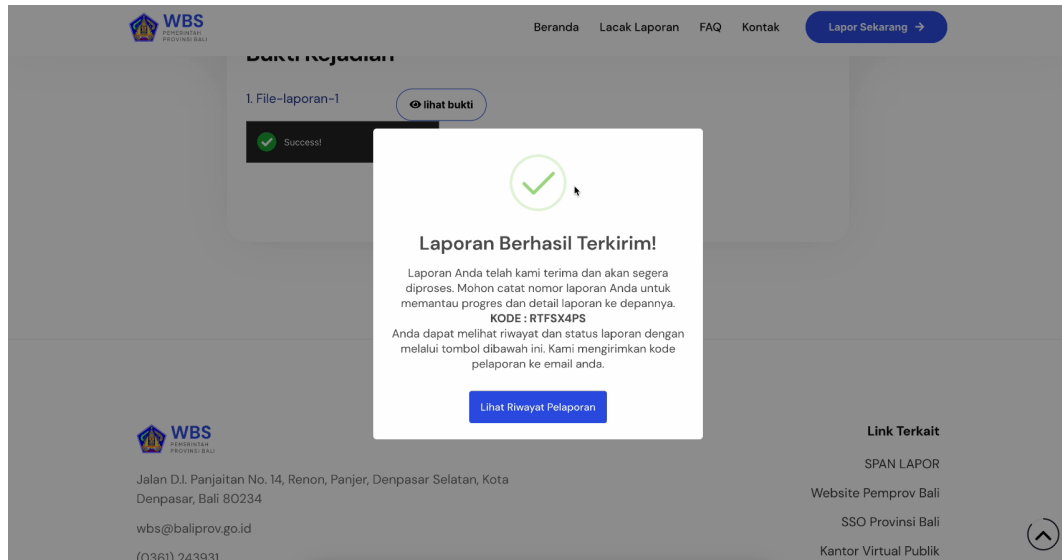 WBS
PEMERINTAH
PROVINSI BALI
Beranda
Lacak Laporan
FAQ
Kontak
Lapor Sekarang →
Bukti Kejadian
1. File-laporan-1
lihat bukti
Success!
Laporan Berhasil Terkirim!
Laporan Anda telah kami terima dan akan segera
diproses. Mohon catat nomor laporan Anda untuk
memantau progres dan detail laporan ke depannya.
KODE : RTFSX4PS
Anda dapat melihat riwayat dan status laporan dengan
melalui tombol dibawah ini. Kami mengirimkan kode
pelaporan ke email anda.
Lihat Riwayat Pelaporan
WBS
PEMERINTAH
PROVINSI BALI
Jalan D.I. Panjaitan No. 14, Renon, Panjer, Denpasar Selatan, Kota
Denpasar, Bali 80234
wbs@baliprov.go.id
(0361) 243931
Link Terkait
SPAN LAPOR
Website Pemprov Bali
SSO Provinsi Bali
Kantor Virtual Publik